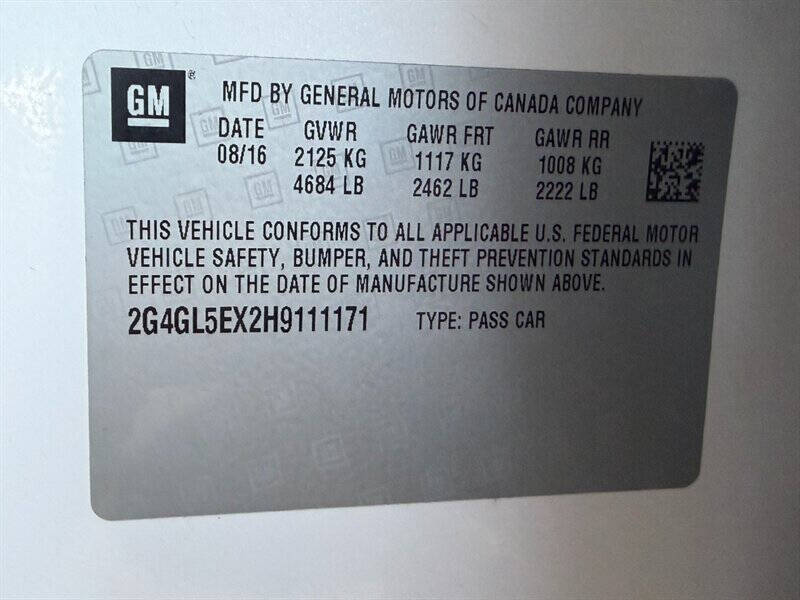 GM®
MFD BY GENERAL MOTORS OF CANADA COMPANY
DATE GVWR GAWR FRT GAWR RR
08/16 2125 KG 1117 KG 1008 KG
4684 LB 2462 LB 2222 LB
THIS VEHICLE CONFORMS TO ALL APPLICABLE U.S. FEDERAL MOTOR
VEHICLE SAFETY, BUMPER, AND THEFT PREVENTION STANDARDS IN
EFFECT ON THE DATE OF MANUFACTURE SHOWN ABOVE.
2G4GL5EX2H9111171 TYPE: PASS CAR